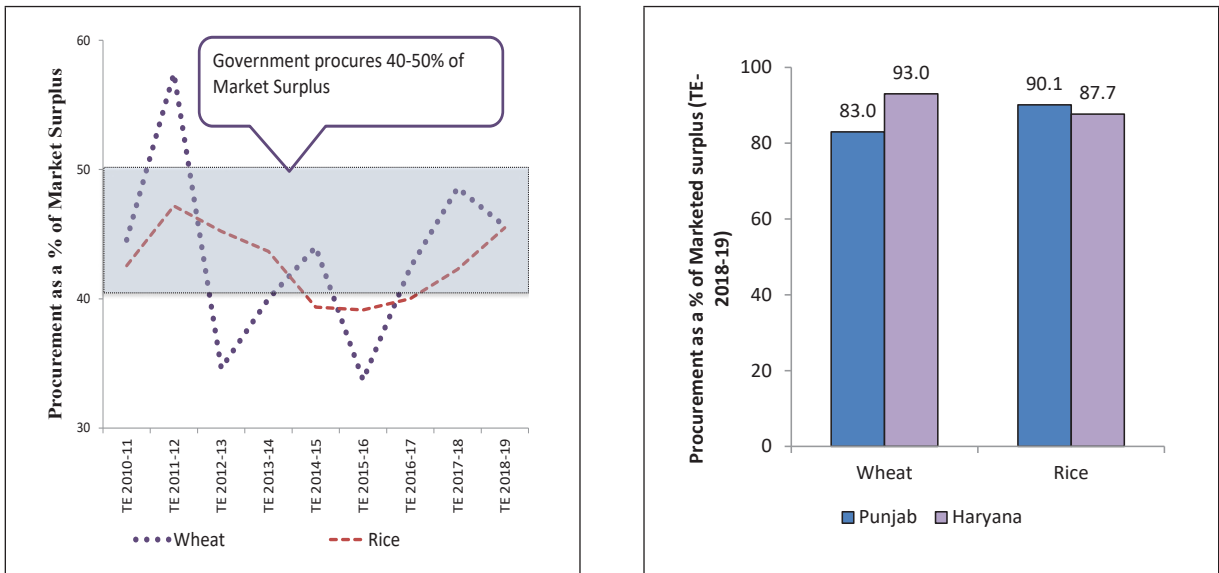 Procurement as a % of Market Surplus
60
50
40
30
Government procures 40-50% of
Market Surplus
TE 2010-11
TE 2011-12
TE 2012-13
TE 2013-14
TE 2014-15
TE 2015-16
TE 2016-17
TE 2017-18
TE 2018-19
Wheat
Rice
Procurement as a % of Marketed surplus (TE-
2018-19)
100
80
60
40
20
0
83.0
93.0
90.1
87.7
Wheat
Rice
Punjab
Haryana